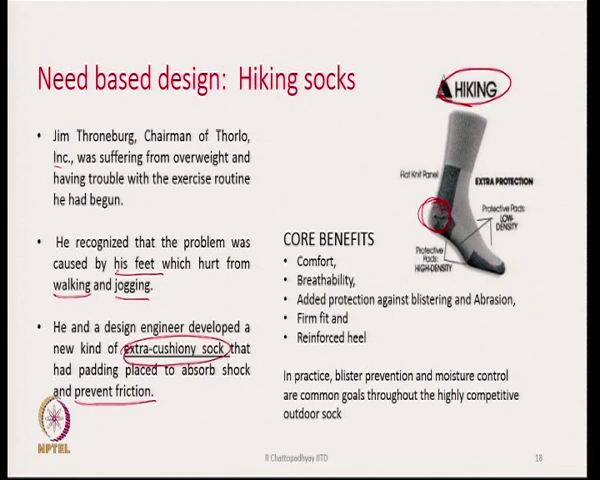 Need based design: Hiking socks
• Jim Throneburg, Chairman of Thorlo,
Inc., was suffering from overweight and
having trouble with the exercise routine
he had begun.
• He recognized that the problem was
caused by his feet which hurt from
walking and jogging.
• He and a design engineer developed a
new kind of extra-cushiony sock that
had padding placed to absorb shock
and prevent friction.
HIKING
Flat Knit Panel
EXTRA PROTECTION
Protective Pads:
LOW-
DENSITY
Protective
Pads:
HIGH-DENSITY
CORE BENEFITS
• Comfort,
• Breathability,
• Added protection against blistering and Abrasion,
• Firm fit and
• Reinforced heel
In practice, blister prevention and moisture control
are common goals throughout the highly competitive
outdoor sock
NPTEL
R Chattopadhyay IITD
18